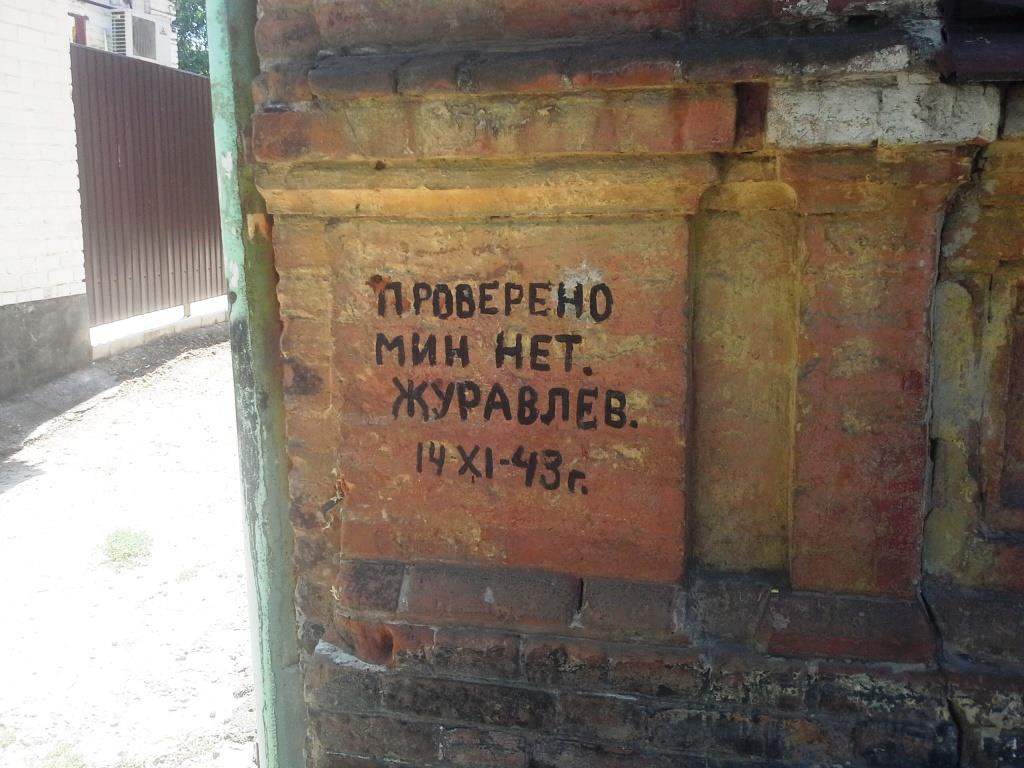 ПРОВЕРЕНО
МИН НЕТ.
ЖУРАВЛЕВ.
14-XI-43 г.